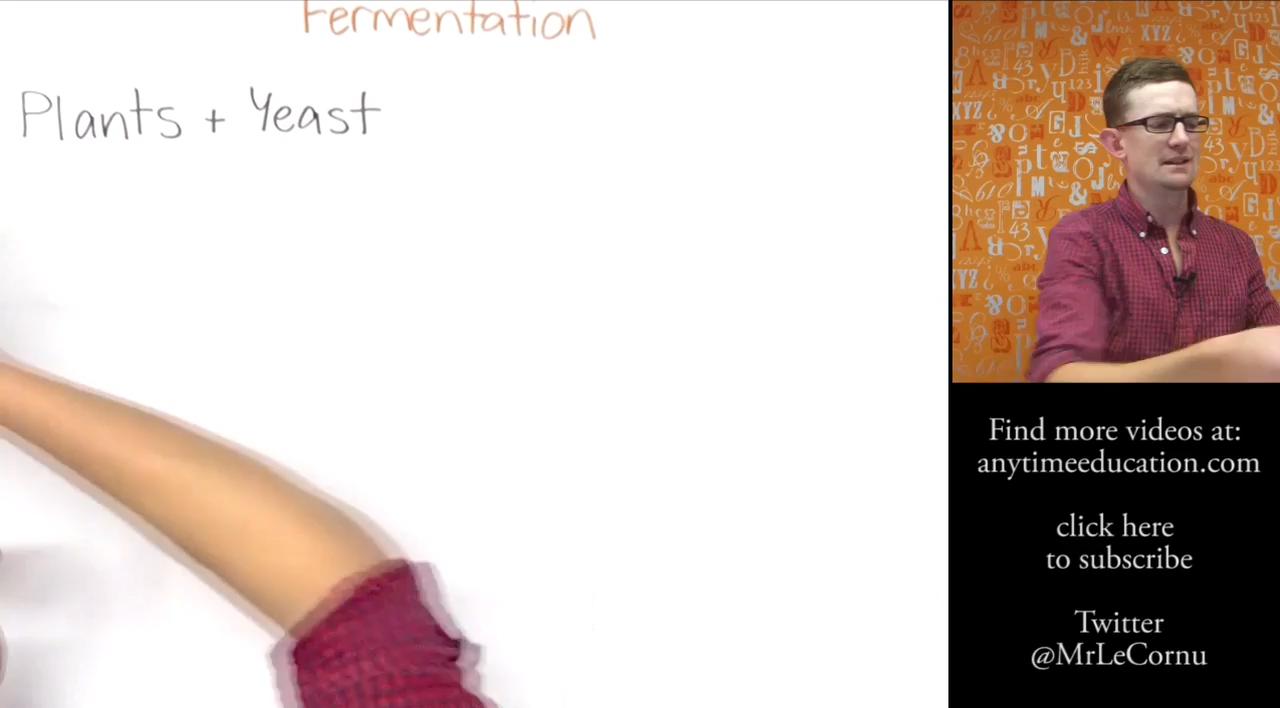 Fermentation
Plants + Yeast
Find more videos at:
anytimeeducation.com
click here
to subscribe
Twitter
@MrLeCornu